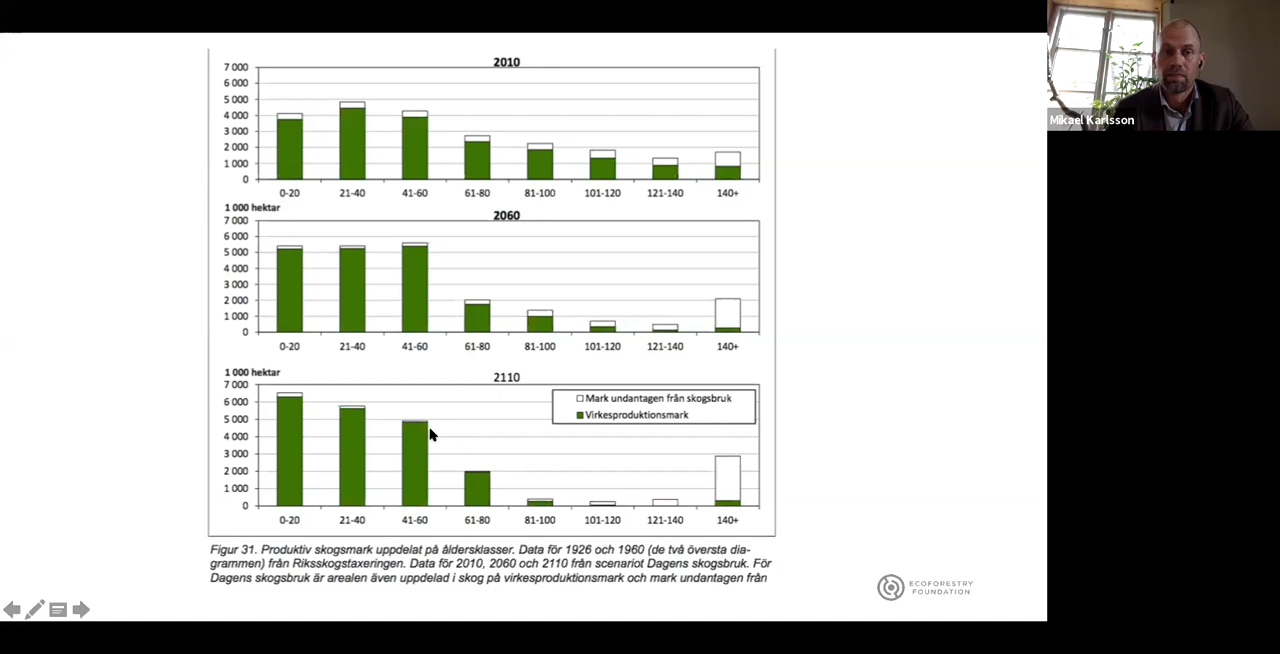 Mikael Karlsson
2010
7 000
6 000
5 000
4 000
3 000
2 000
1 000
0
0-20 21-40 41-60 61-80 81-100 101-120 121-140 140+
1 000 hektar
2060
7 000
6 000
5 000
4 000
3 000
2 000
1 000
0
0-20 21-40 41-60 61-80 81-100 101-120 121-140 140+
1 000 hektar
2110
7 000
6 000
5 000
4 000
3 000
2 000
1 000
0
Mark undantagen från skogsbruk
Virkesproduktionsmark
0-20 21-40 41-60 61-80 81-100 101-120 121-140 140+
Figur 31. Produktiv skogsmark uppdelat på åldersklasser. Data för 1926 och 1960 (de två översta dia-
grammen) från Riksskogstaxeringen. Data för 2010, 2060 och 2110 från scenariot Dagens skogsbruk. För
Dagens skogsbruk är arealen även uppdelad i skog på virkesproduktionsmark och mark undantagen från
ECOFORESTRY
FOUNDATION